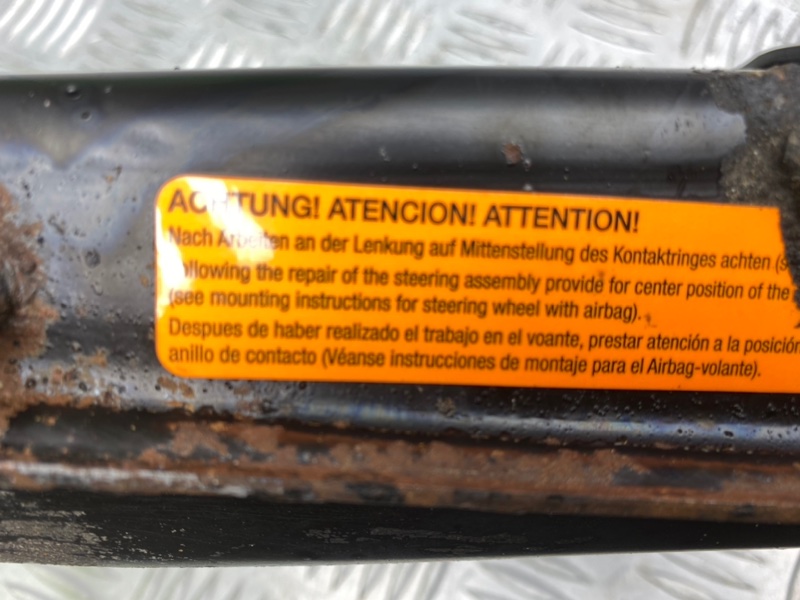 ACHTUNG! ATENCION! ATTENTION!
Nach Arbeiten an der Lenkung auf Mittenstellung des Kontaktringes achten (s
ollowing the repair of the steering assembly provide for center position of the
(see mounting instructions for steering wheel with airbag).
Despues de haber realizado el trabajo en el voante, prestar atención a la posición
anillo de contacto (Véanse instrucciones de montaje para el Airbag-volante).